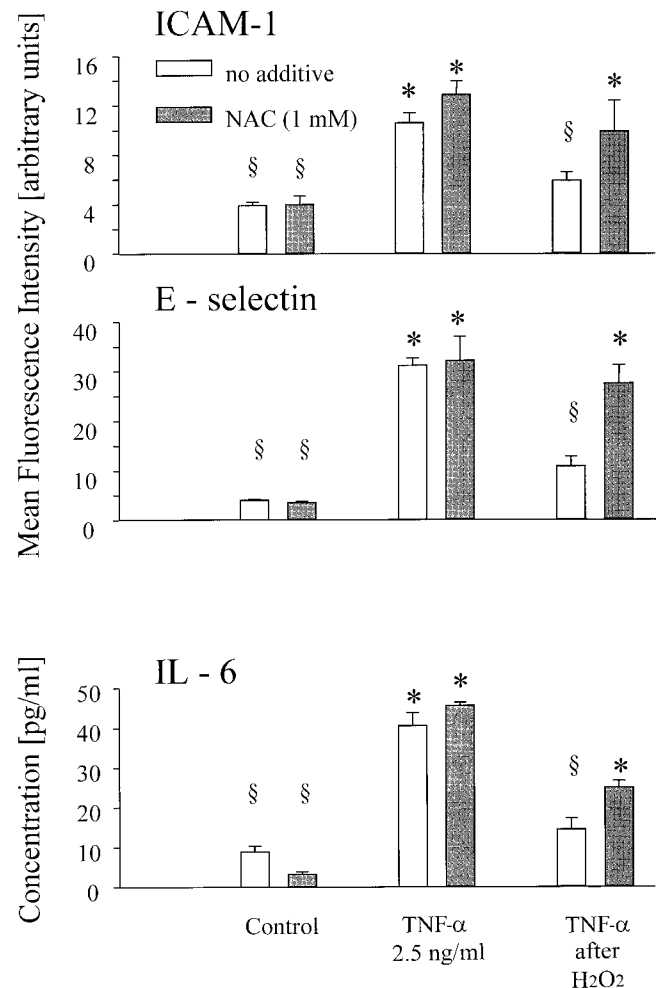 ICAM-1
Mean Fluorescence Intensity [arbitrary units]
16
12
8
4
0
no additive
NAC (1 mM)
§ § * * § *
E - selectin
40
30
20
10
0
§ § * * § *
IL - 6
Concentration [pg/ml]
50
40
30
20
10
0
§ § * * § *
Control
TNF-α
2.5 ng/ml
TNF-α
after
H2O2